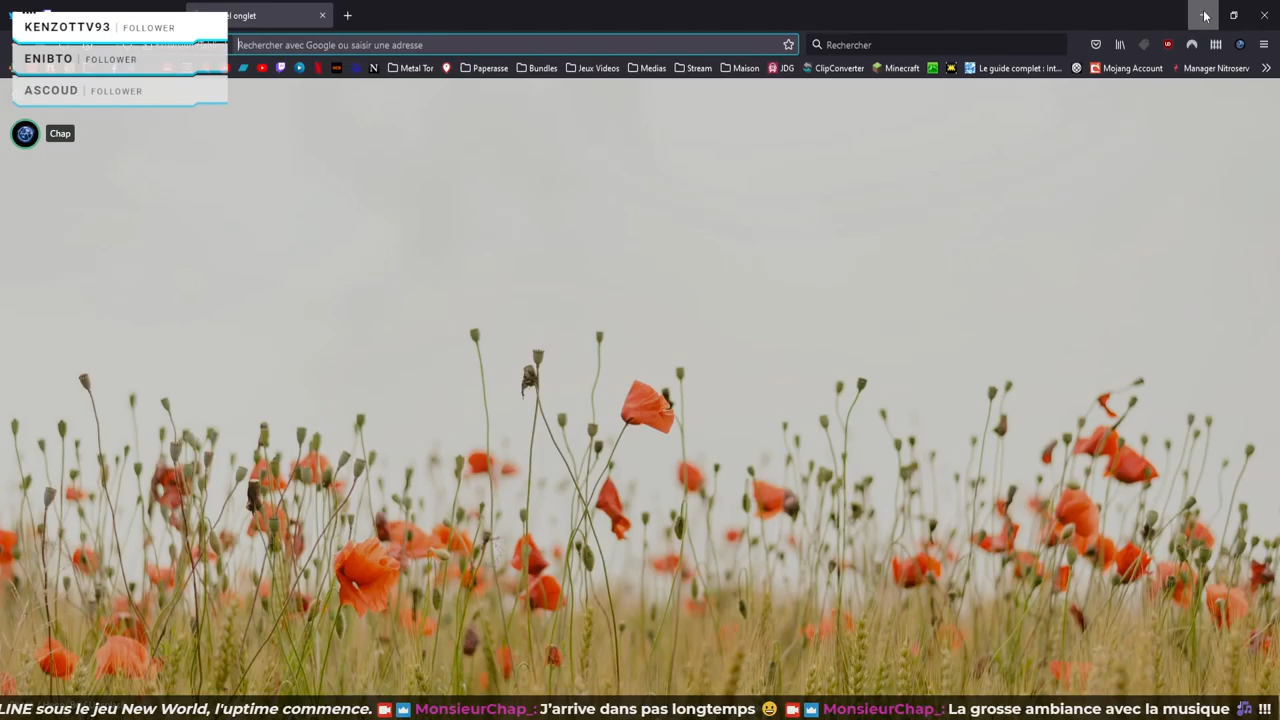 KENZOTTV93 | FOLLOWER
ENIBTO | FOLLOWER
ASCOUD | FOLLOWER
el onglet
Rechercher avec Google ou saisir une adresse
Rechercher
Metal Tor
Paperasse
Bundles
Jeux Videos
Medias
Stream
Maison
JDG
ClipConverter
Minecraft
Le guide complet : Int...
Mojang Account
Manager Nitroserv
Chap
LINE sous le jeu New World, l'uptime commence. MonsieurChap_: J'arrive dans pas longtemps 😃 MonsieurChap_: La grosse ambiance avec la musique 🎶 !!!